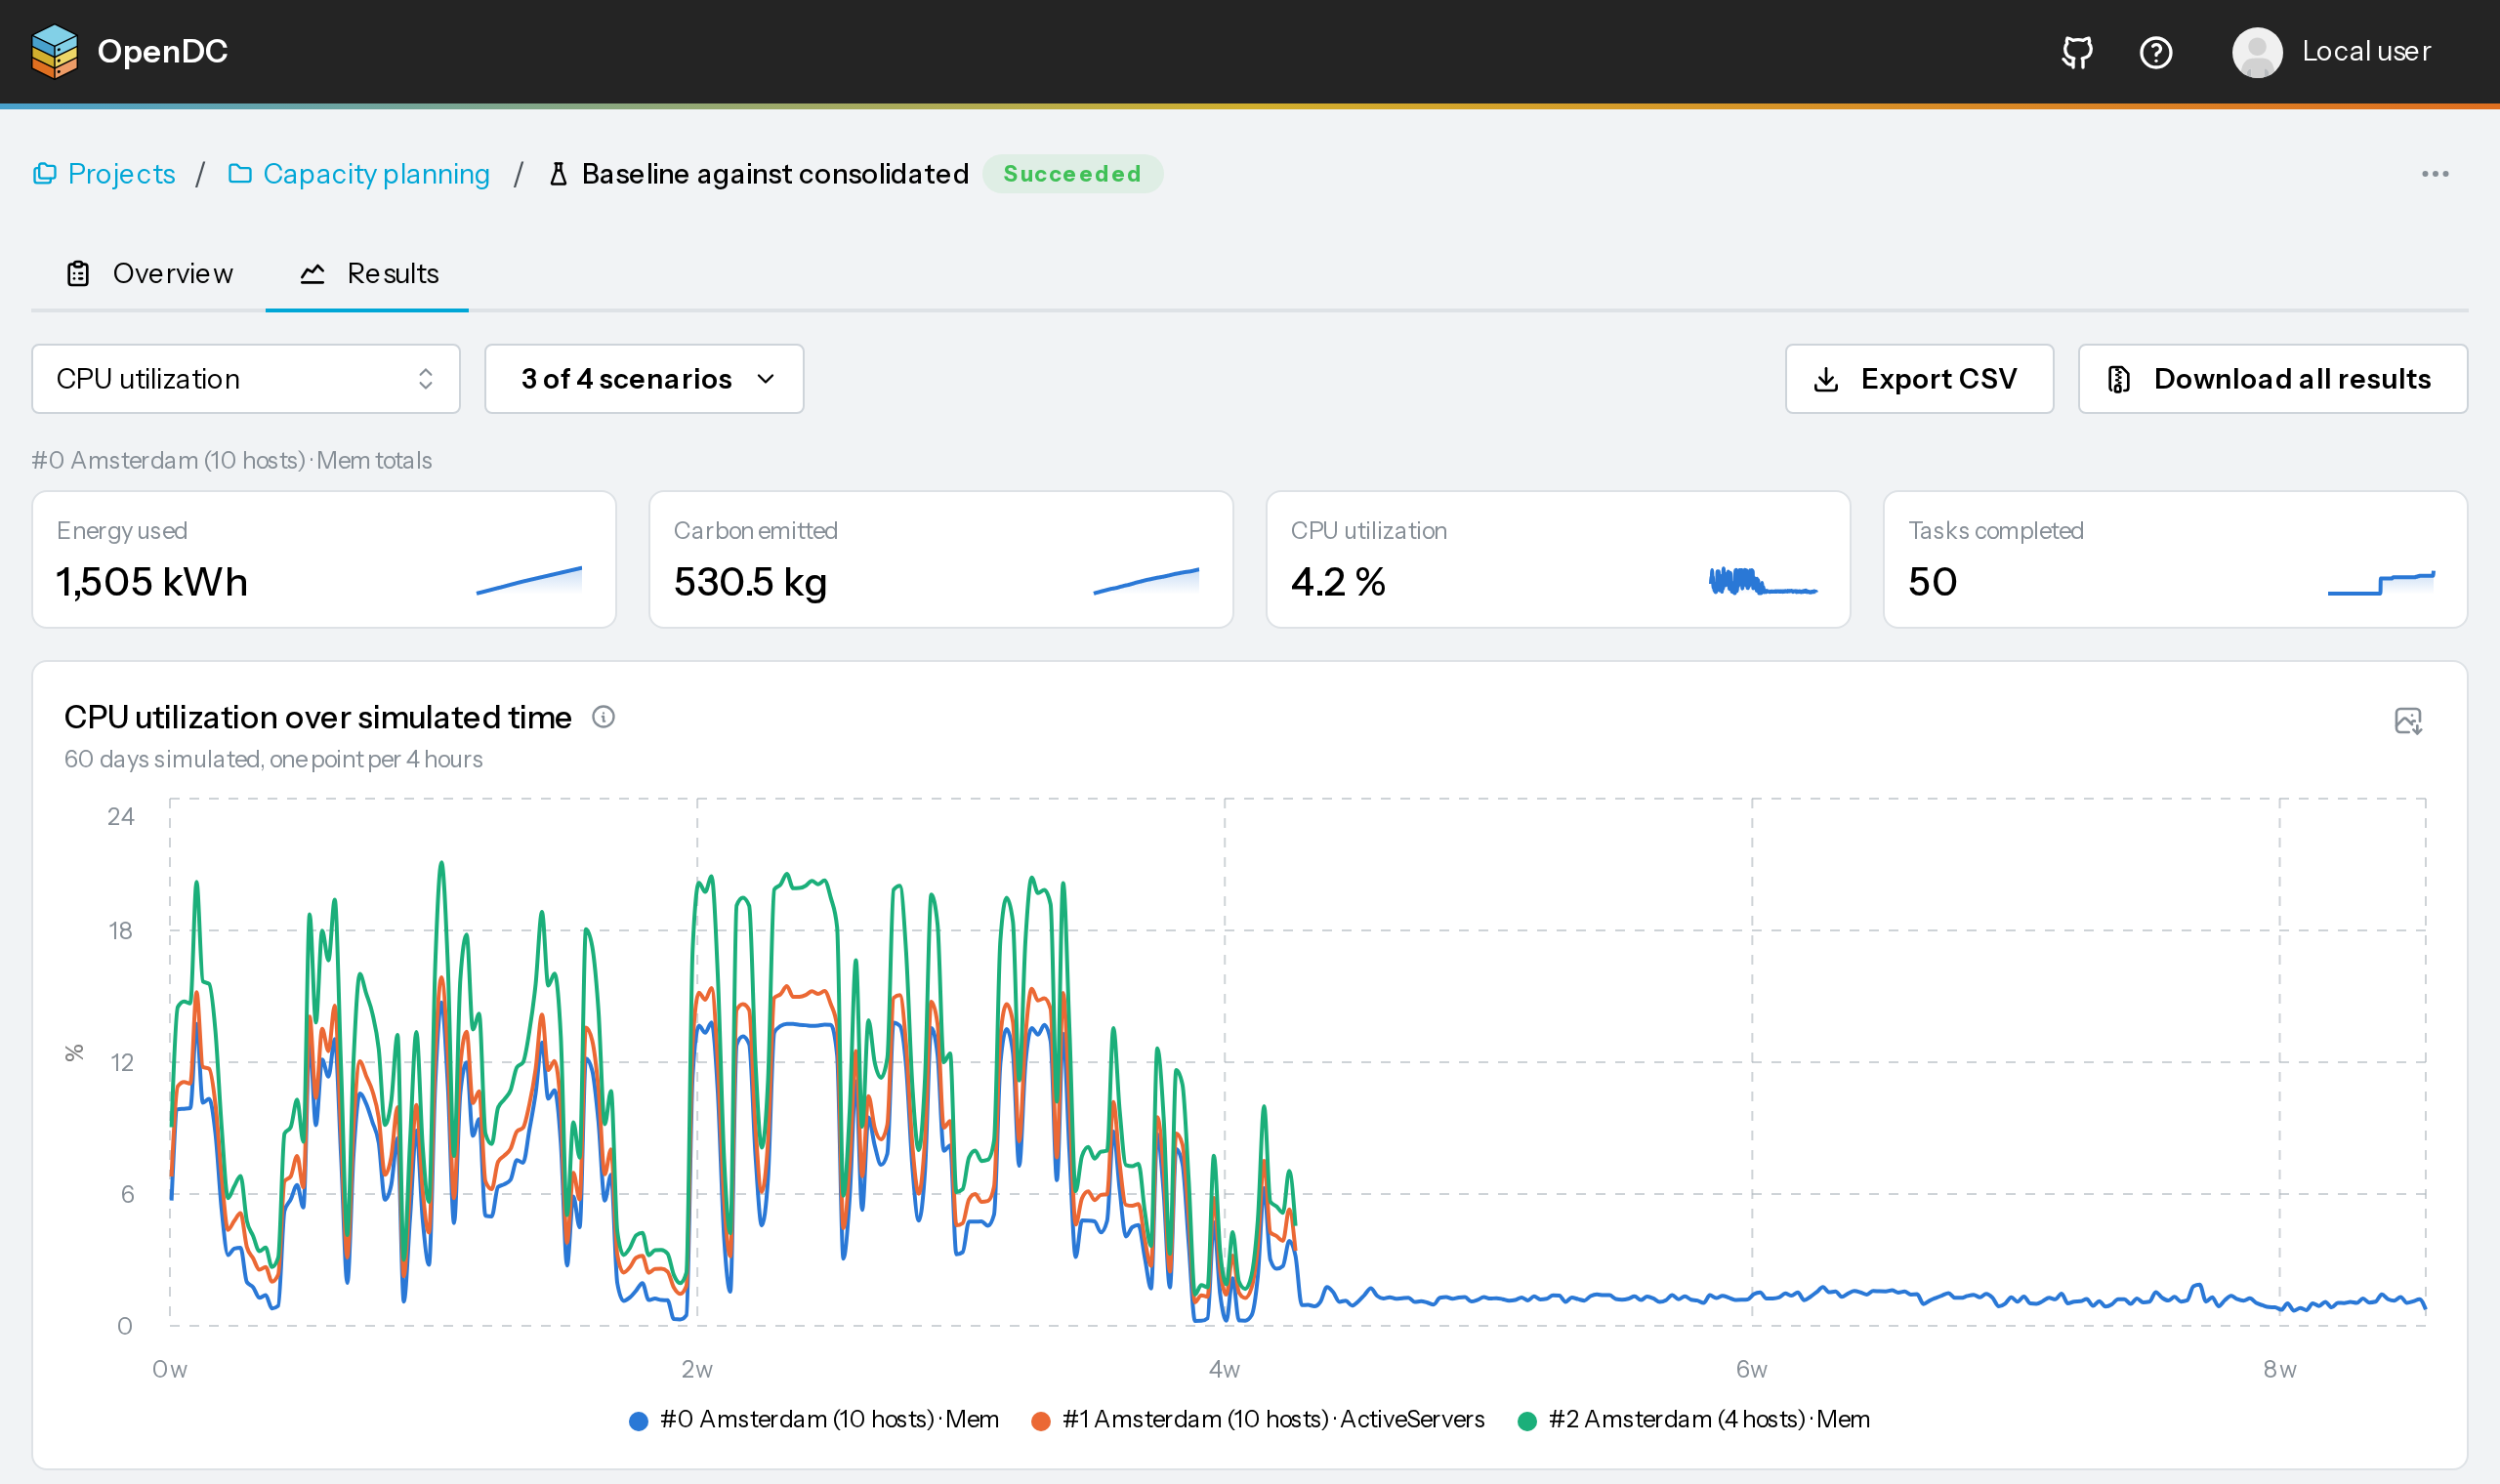 OpenDC
Local user
Projects / Capacity planning / Baseline against consolidated Succeeded
Overview Results
CPU utilization 3 of 4 scenarios Export CSV Download all results
#0 Amsterdam (10 hosts) · Mem totals
Energy used
1,505 kWh
Carbon emitted
530.5 kg
CPU utilization
4.2 %
Tasks completed
50
CPU utilization over simulated time
60 days simulated, one point per 4 hours
24
18
12
6
0
%
0w 2w 4w 6w 8w
#0 Amsterdam (10 hosts) · Mem #1 Amsterdam (10 hosts) · ActiveServers #2 Amsterdam (4 hosts) · Mem